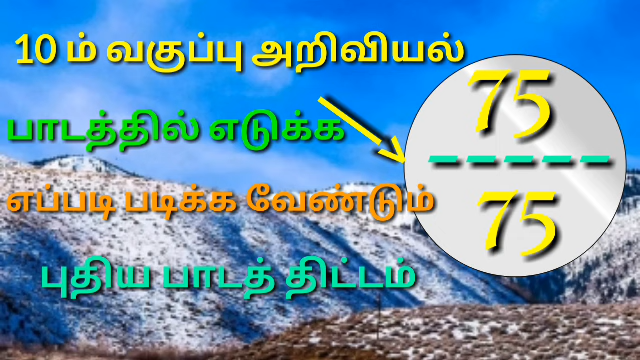 10 ம் வகுப்பு அறிவியல்
பாடத்தில் எடுக்க
75
-----
75
எப்படி படிக்க வேண்டும்
புதிய பாடத் திட்டம்